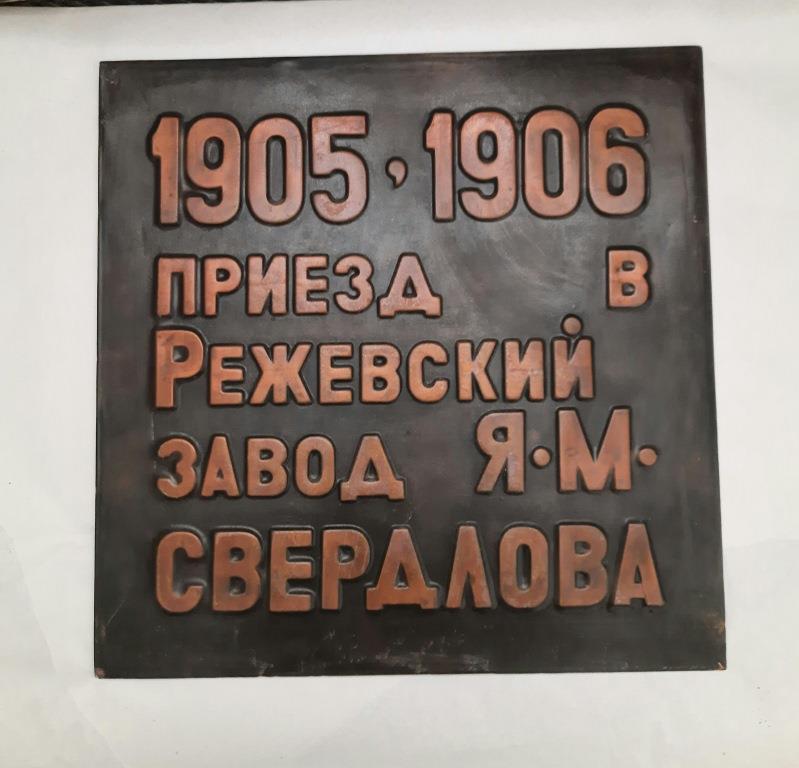 1905, 1906
ПРИЕЗД В
РЕЖЕВСКИЙ
ЗАВОД Я.М.
СВЕРДЛОВА